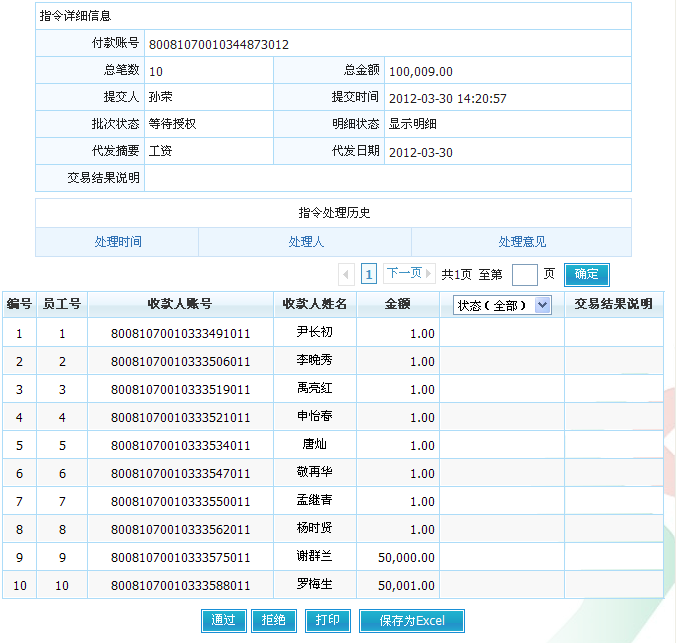 指令详细信息
付款账号 80081070010344873012
总笔数 10 总金额 100,009.00
提交人 孙荣 提交时间 2012-03-30 14:20:57
批次状态 等待授权 明细状态 显示明细
代发摘要 工资 代发日期 2012-03-30
交易结果说明
指令处理历史
处理时间 处理人 处理意见
1 下一页 共1页 至第 页 确定
编号 员工号 收款人账号 收款人姓名 金额 状态(全部) 交易结果说明
1 1 80081070010333491011 尹长初 1.00
2 2 80081070010333506011 李晚秀 1.00
3 3 80081070010333519011 禹亮红 1.00
4 4 80081070010333521011 申怡春 1.00
5 5 80081070010333534011 唐灿 1.00
6 6 80081070010333547011 敬再华 1.00
7 7 80081070010333550011 孟继青 1.00
8 8 80081070010333562011 杨时贤 1.00
9 9 80081070010333575011 谢群兰 50,000.00
10 10 80081070010333588011 罗梅生 50,001.00
通过 拒绝 打印 保存为Excel